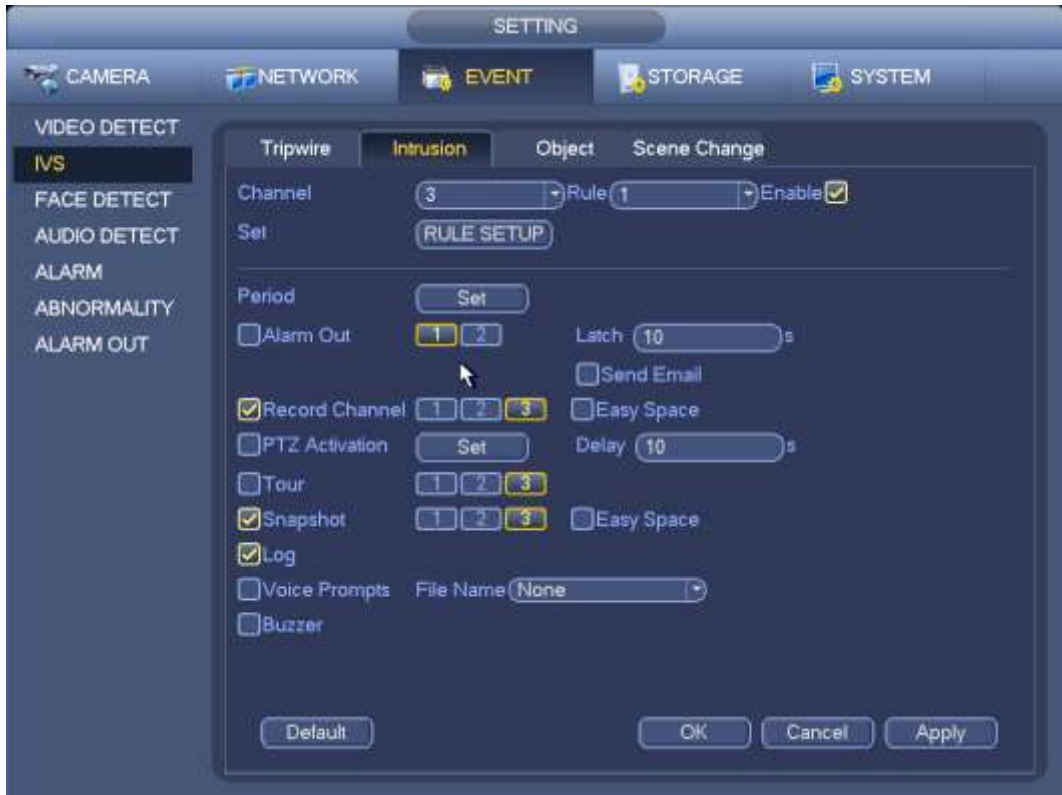 SETTING
CAMERA NETWORK EVENT STORAGE SYSTEM
VIDEO DETECT
IVS
FACE DETECT
AUDIO DETECT
ALARM
ABNORMALITY
ALARM OUT
Tripwire Intrusion Object Scene Change
Channel 3 Rule 1 Enable
Set RULE SETUP
Period Set
Alarm Out 1 2 Latch 10 s
Send Email
Record Channel 1 2 3 Easy Space
PTZ Activation Set Delay 10 s
Tour 1 2 3
Snapshot 1 2 3 Easy Space
Log
Voice Prompts File Name None
Buzzer
Default OK Cancel Apply